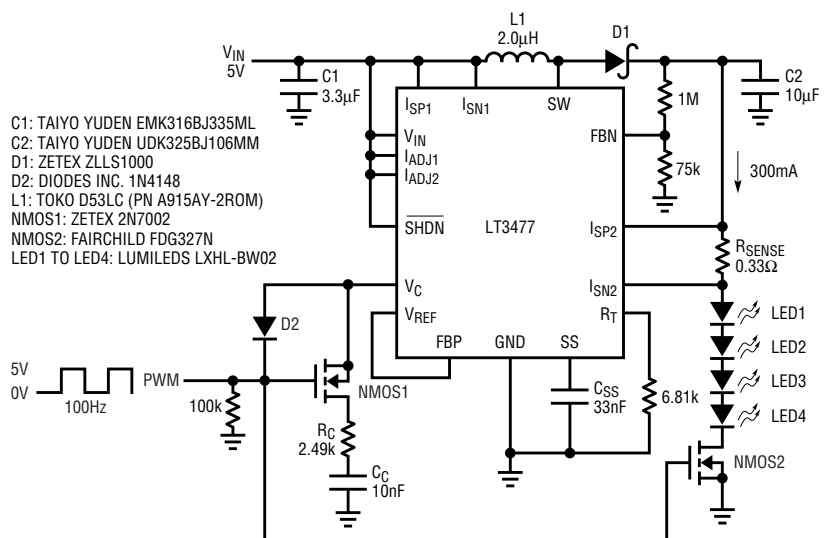 VIN
5V
C1
3.3µF
L1
2.0µH
D1
C2
10µF
ISP1
ISN1
SW
1M
VIN
IADJ1
IADJ2
FBN
75k
300mA
C1: TAIYO YUDEN EMK316BJ335ML
C2: TAIYO YUDEN UDK325BJ106MM
D1: ZETEX ZLLS1000
D2: DIODES INC. 1N4148
L1: TOKO D53LC (PN A915AY-2ROM)
NMOS1: ZETEX 2N7002
NMOS2: FAIRCHILD FDG327N
LED1 TO LED4: LUMILEDS LXHL-BW02
SHDN
LT3477
ISP2
RSENSE
0.33Ω
VC
ISN2
VREF
RT
FBP
GND
SS
D2
LED1
LED2
LED3
LED4
5V
0V
100Hz
PWM
100k
NMOS1
RC
2.49k
CC
10nF
CSS
33nF
6.81k
NMOS2